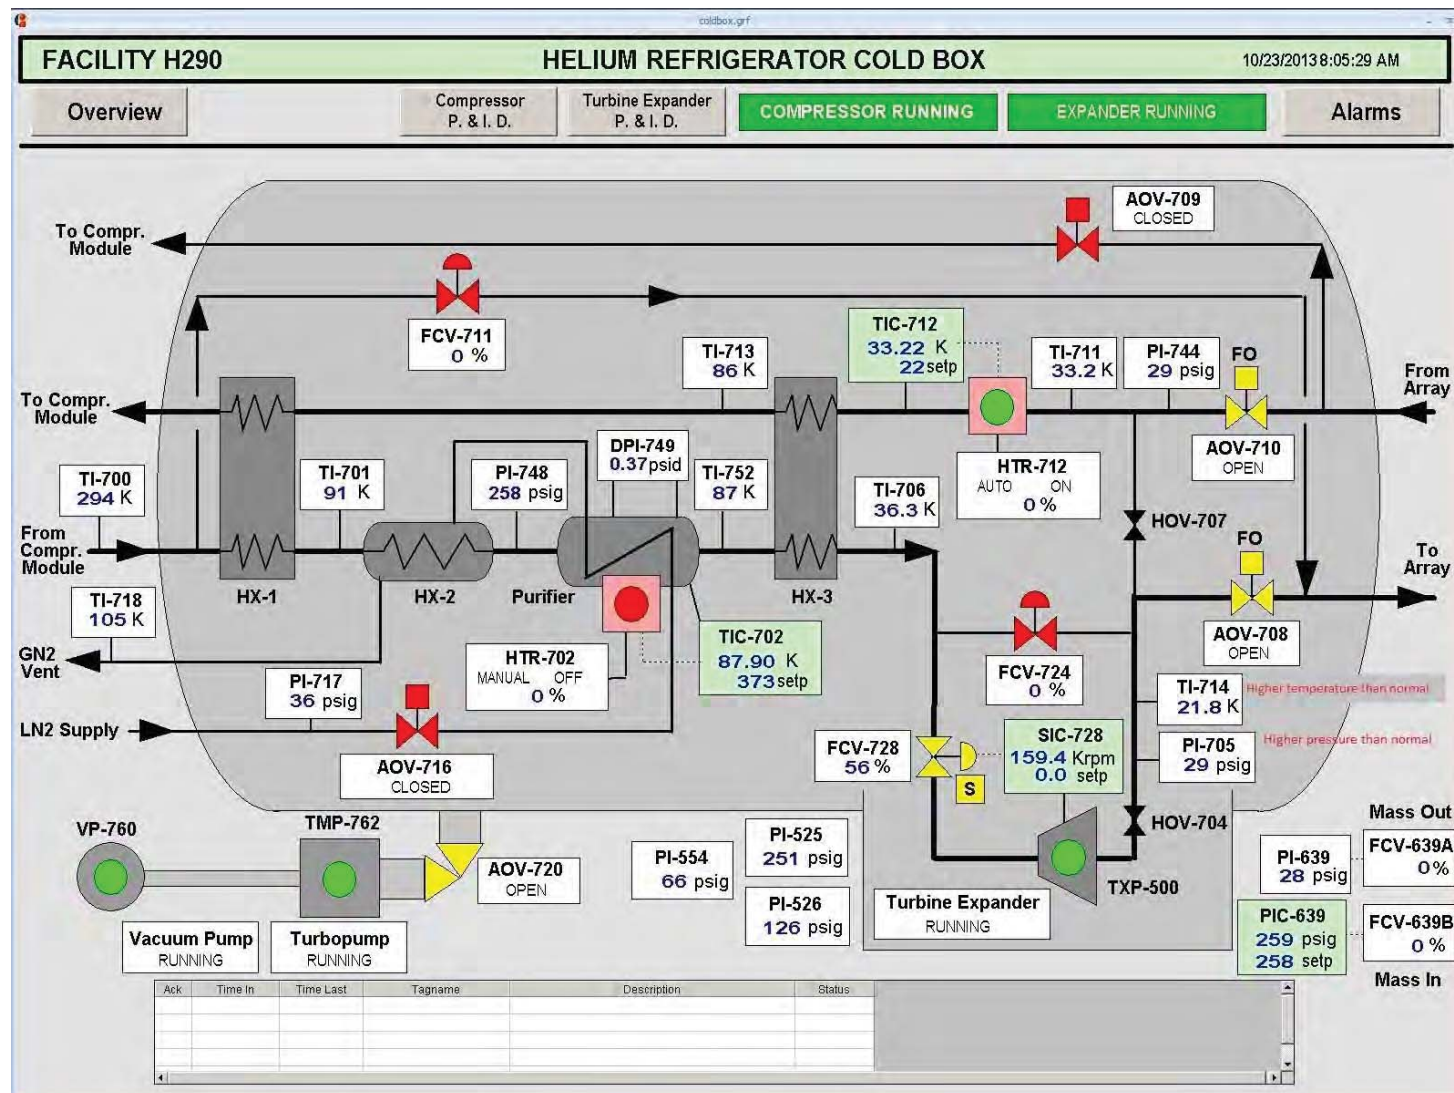 coldbox.grf
FACILITY H290
HELIUM REFRIGERATOR COLD BOX
10/23/2013 8:05:29 AM
Overview
Compressor
P. & I. D.
Turbine Expander
P. & I. D.
COMPRESSOR RUNNING
EXPANDER RUNNING
Alarms
AOV-709
CLOSED
To Compr.
Module
FCV-711
0 %
TI-713
86 K
TIC-712
33.22 K
22 setp
TI-711
33.2 K
PI-744
29 psig
FO
From
Array
To Compr.
Module
AOV-710
OPEN
TI-700
294 K
TI-701
91 K
PI-748
258 psig
DPI-749
0.37 psid
TI-752
87 K
TI-706
36.3 K
HTR-712
AUTO ON
0 %
HOV-707
From
Compr.
Module
FO
To
Array
HX-1
HX-2
Purifier
HX-3
TI-718
105 K
GN2
Vent
HTR-702
MANUAL OFF
0 %
TIC-702
87.90 K
373 setp
FCV-724
0 %
AOV-708
OPEN
PI-717
36 psig
TI-714
21.8 K
Higher temperature than normal
LN2 Supply
AOV-716
CLOSED
FCV-728
56 %
S
SIC-728
159.4 Krpm
0.0 setp
PI-705
29 psig
Higher pressure than normal
VP-760
TMP-762
AOV-720
OPEN
PI-554
66 psig
PI-525
251 psig
PI-526
126 psig
HOV-704
TXP-500
Turbine Expander
RUNNING
Mass Out
PI-639
28 psig
FCV-639A
0 %
PIC-639
259 psig
258 setp
FCV-639B
0 %
Mass In
Vacuum Pump
RUNNING
Turbopump
RUNNING
Ack Time In Time Last Tagname Description Status